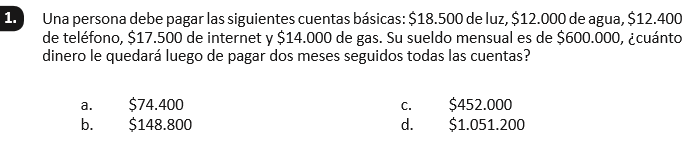 1. Una persona debe pagar las siguientes cuentas básicas: $18.500 de luz, $12.000 de agua, $12.400
de teléfono, $17.500 de internet y $14.000 de gas. Su sueldo mensual es de $600.000, ¿cuánto
dinero le quedará luego de pagar dos meses seguidos todas las cuentas?
a. $74.400 c. $452.000
b. $148.800 d. $1.051.200